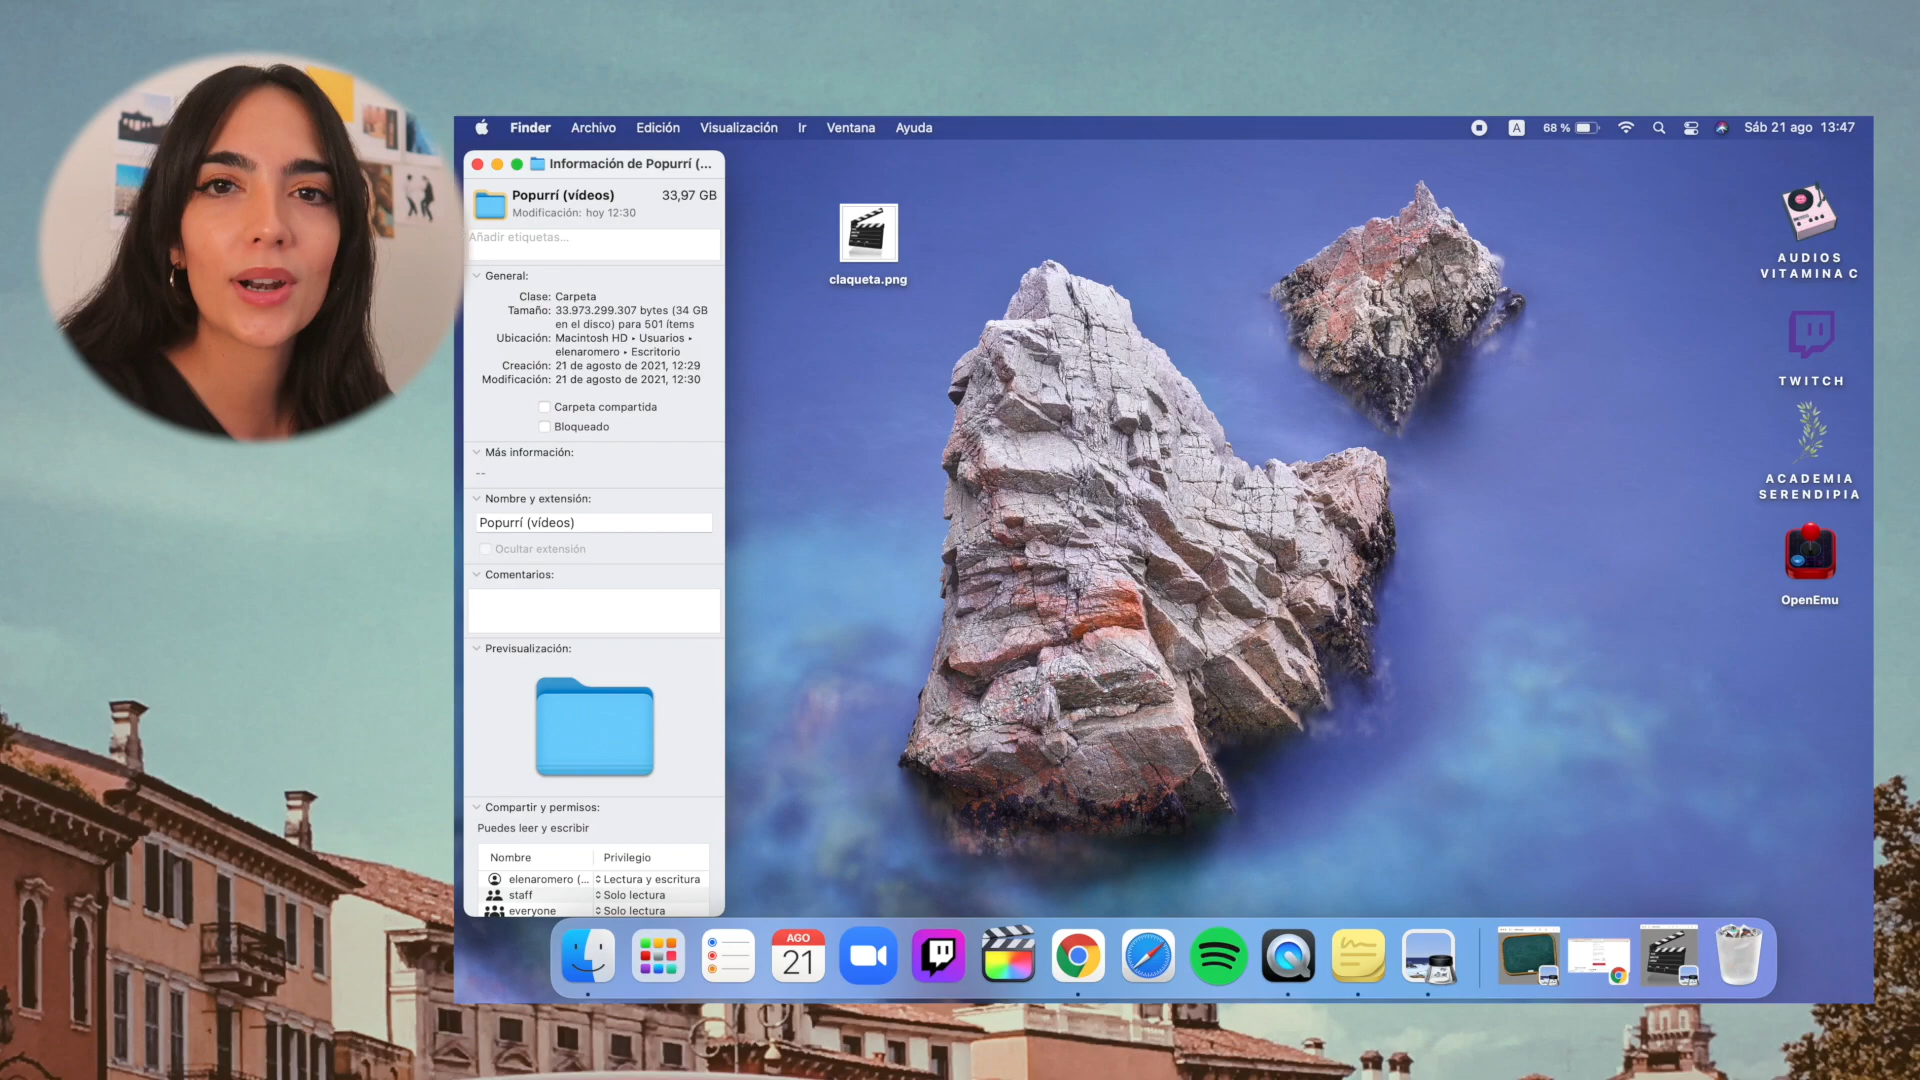 Finder Archivo Edición Visualización Ir Ventana Ayuda
A 68 % Sáb 21 ago 13:47
Información de Popurrí (...
Popurrí (vídeos) 33,97 GB
Modificación: hoy 12:30
Añadir etiquetas...
General:
Clase: Carpeta
Tamaño: 33.973.299.307 bytes (34 GB
en el disco) para 501 ítems
Ubicación: Macintosh HD ▸ Usuarios ▸
elenaromero ▸ Escritorio
Creación: 21 de agosto de 2021, 12:29
Modificación: 21 de agosto de 2021, 12:30
Carpeta compartida
Bloqueado
Más información:
--
Nombre y extensión:
Popurrí (vídeos)
Ocultar extensión
Comentarios:
Previsualización:
Compartir y permisos:
Puedes leer y escribir
Nombre Privilegio
elenaromero (... Lectura y escritura
staff Solo lectura
everyone Solo lectura
claqueta.png
AUDIOS
VITAMINA C
TWITCH
ACADEMIA
SERENDIPIA
OpenEmu
AGO
21